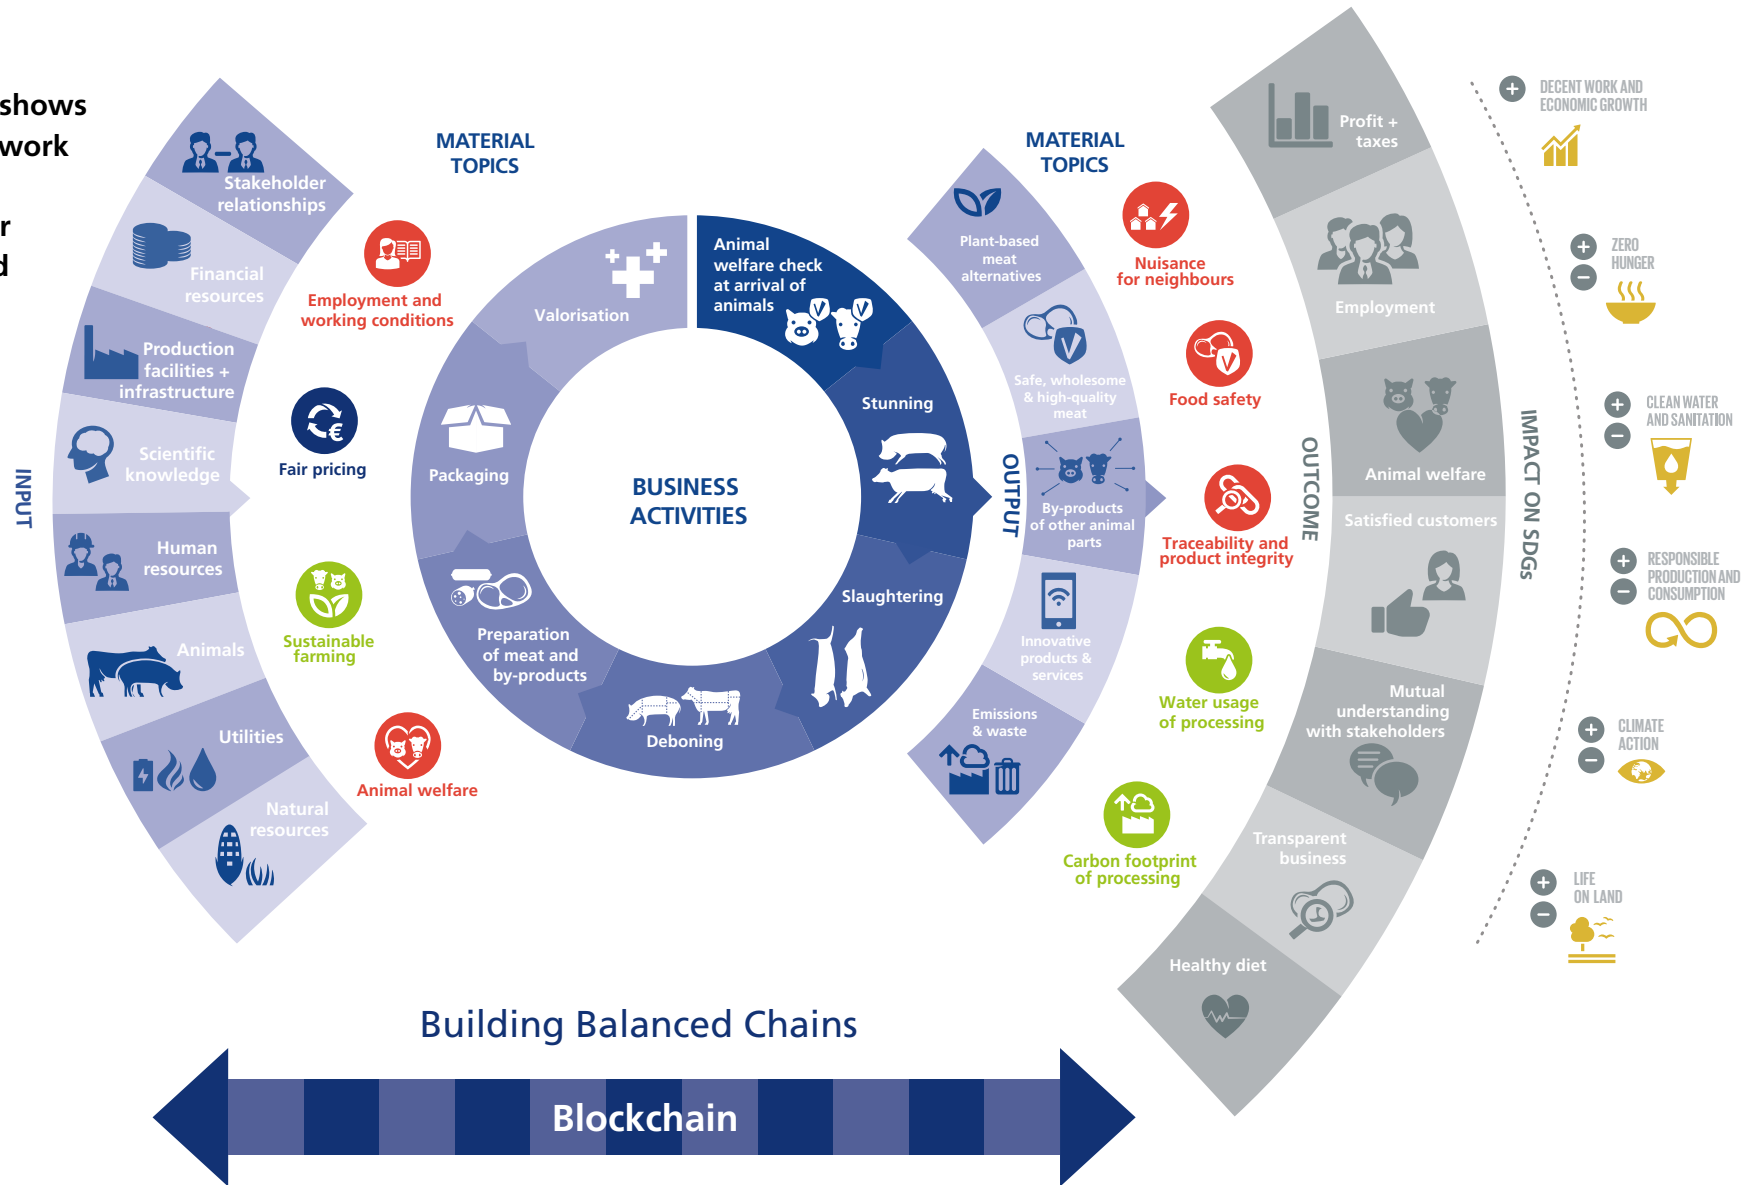 shows
work
r
d
INPUT
Stakeholder
relationships
Financial
resources
Production
facilities +
infrastructure
Scientific
knowledge
Human
resources
Animals
Utilities
Natural
resources
MATERIAL
TOPICS
Employment and
working conditions
Fair pricing
€
Sustainable
farming
Animal welfare
BUSINESS
ACTIVITIES
Animal
welfare check
at arrival of
animals
Stunning
Slaughtering
Deboning
Preparation
of meat and
by-products
Packaging
Valorisation
OUTPUT
Plant-based
meat
alternatives
Safe, wholesome
& high-quality
meat
By-products
of other animal
parts
Innovative
products &
services
Emissions
& waste
MATERIAL
TOPICS
Nuisance
for neighbours
Food safety
Traceability and
product integrity
Water usage
of processing
Carbon footprint
of processing
OUTCOME
Profit +
taxes
Employment
Animal welfare
Satisfied customers
Mutual
understanding
with stakeholders
Transparent
business
Healthy diet
IMPACT ON SDGs
+
DECENT WORK AND
ECONOMIC GROWTH
+
−
ZERO
HUNGER
+
−
CLEAN WATER
AND SANITATION
+
−
RESPONSIBLE
PRODUCTION AND
CONSUMPTION
+
−
CLIMATE
ACTION
+
−
LIFE
ON LAND
Building Balanced Chains
Blockchain